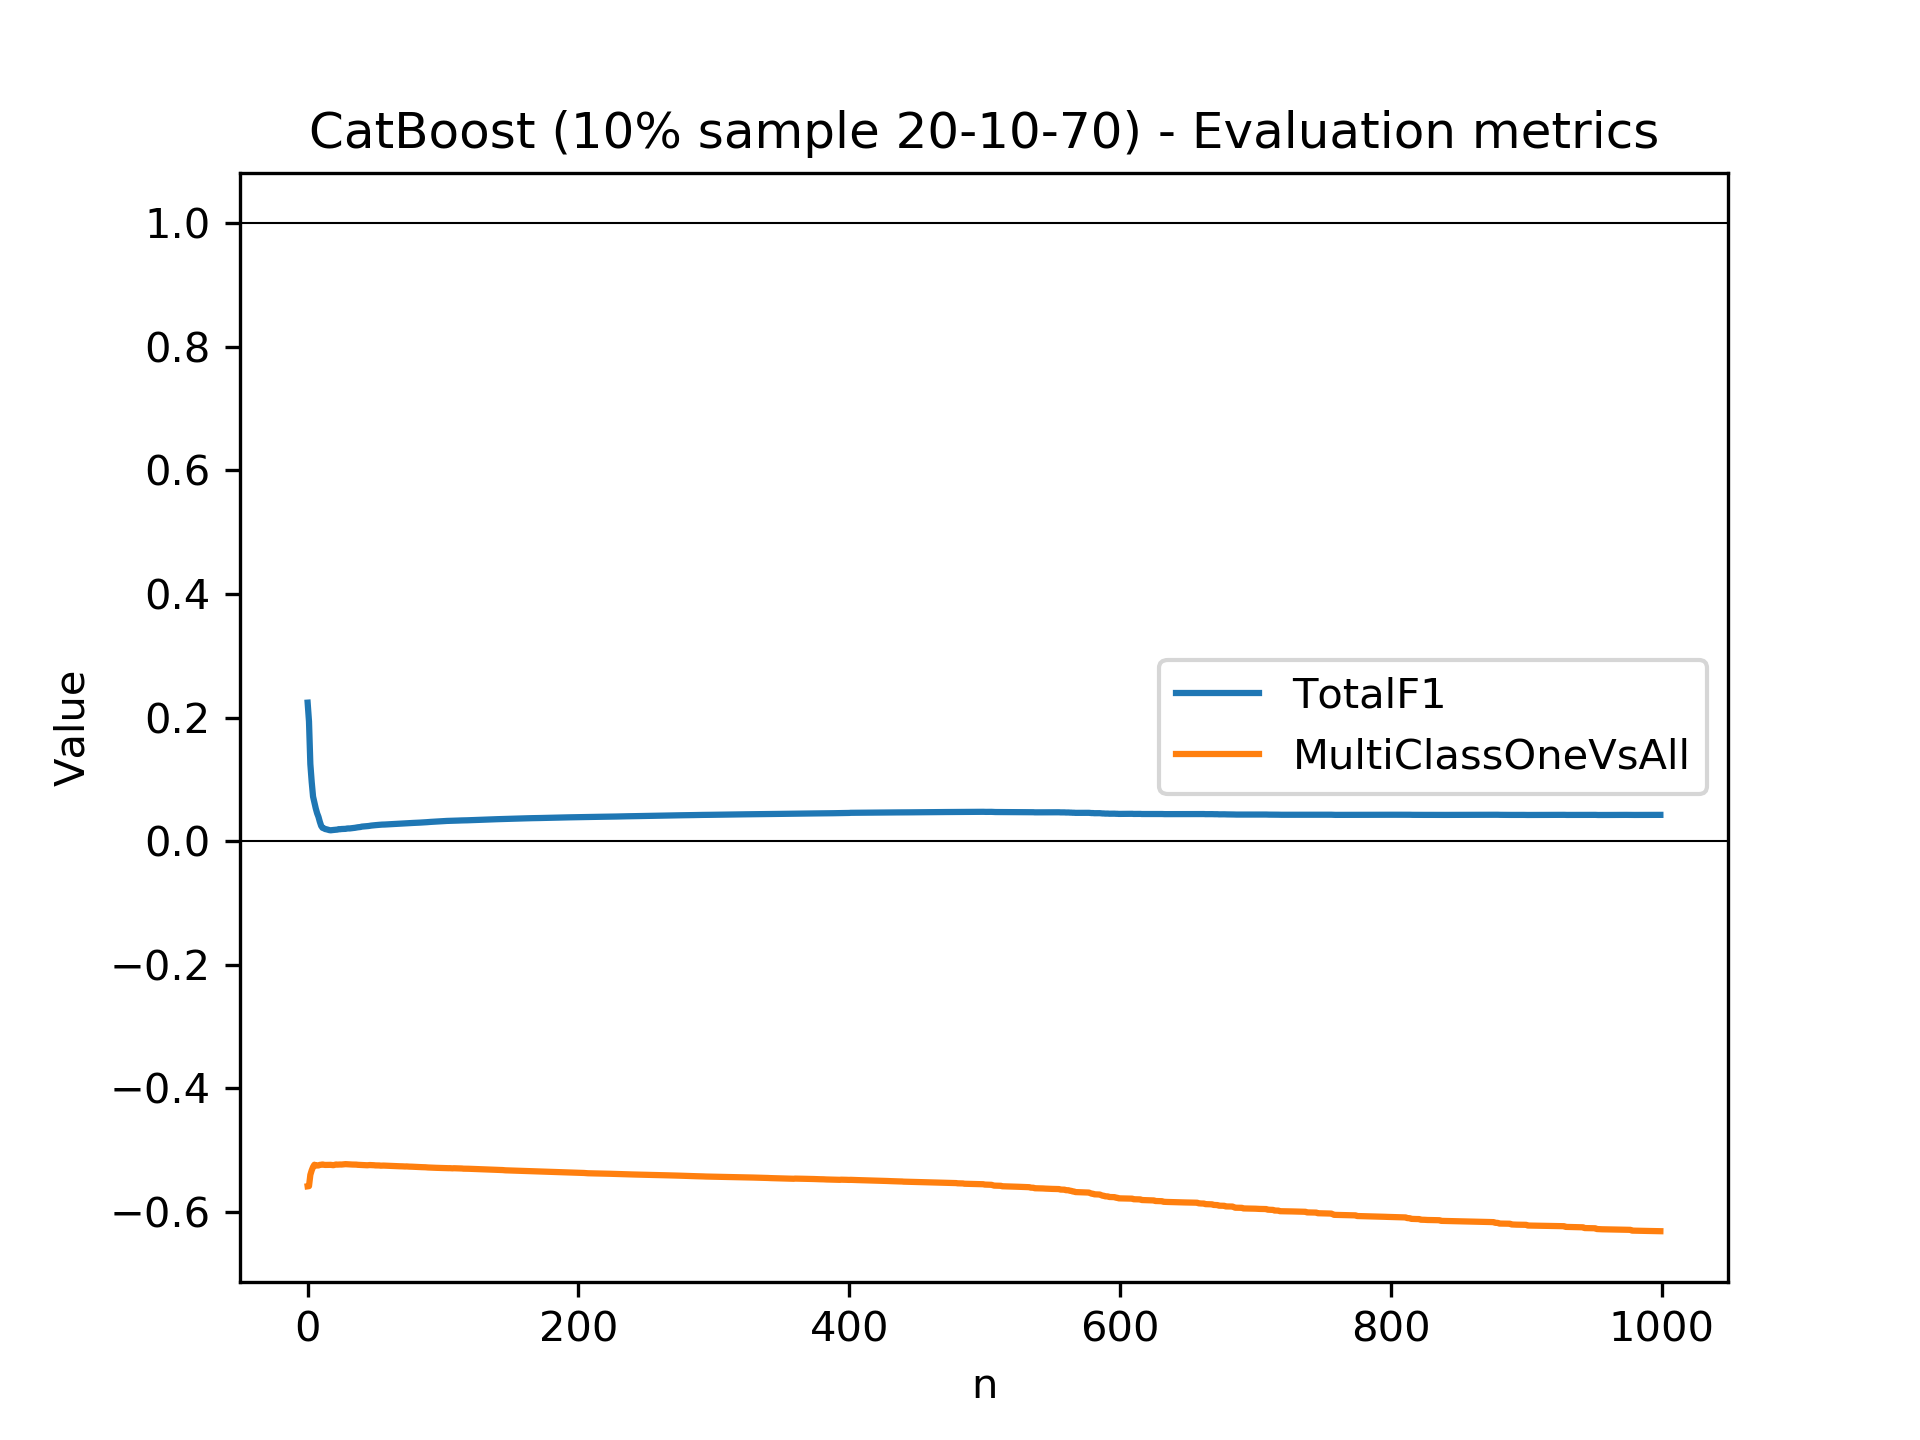 CatBoost (10% sample 20-10-70) - Evaluation metrics
1.0
0.8
0.6
0.4
0.2
0.0
−0.2
−0.4
−0.6
Value
TotalF1
MultiClassOneVsAll
0 200 400 600 800 1000
n